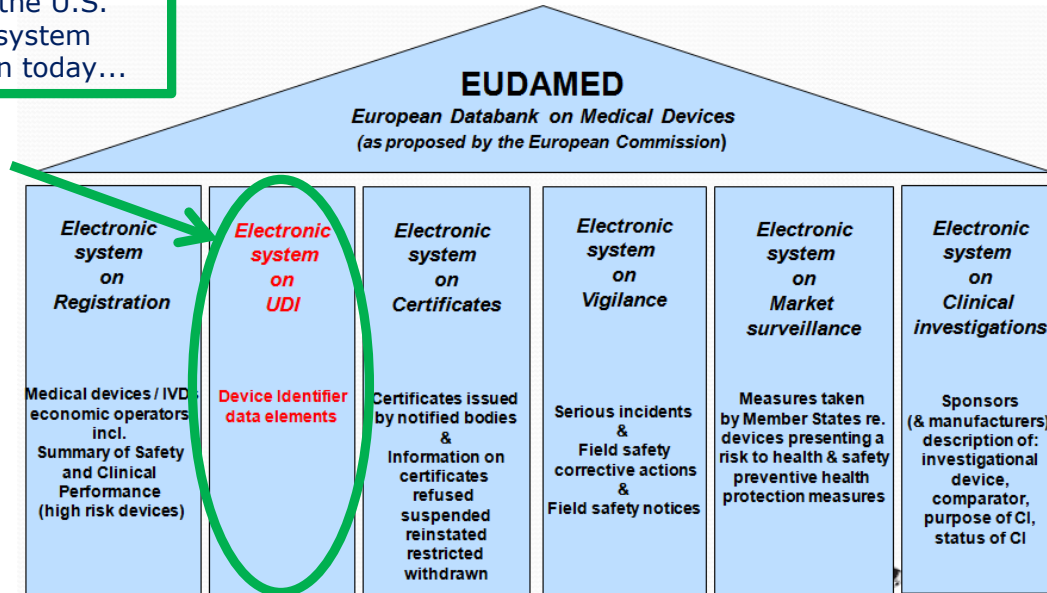 the U.S.
system
n today...
EUDAMED
European Databank on Medical Devices
(as proposed by the European Commission)
Electronic
system
on
Registration
Medical devices / IVDs
economic operators
incl.
Summary of Safety
and Clinical
Performance
(high risk devices)
Electronic
system
on
UDI
Device Identifier
data elements
Electronic
system
on
Certificates
Certificates issued
by notified bodies
&
Information on
certificates
refused
suspended
reinstated
restricted
withdrawn
Electronic
system
on
Vigilance
Serious incidents
&
Field safety
corrective actions
&
Field safety notices
Electronic
system
on
Market
surveillance
Measures taken
by Member States re.
devices presenting a
risk to health & safety
preventive health
protection measures
Electronic
system
on
Clinical
investigations
Sponsors
(& manufacturers)
description of:
investigational
device,
comparator,
purpose of CI,
status of CI